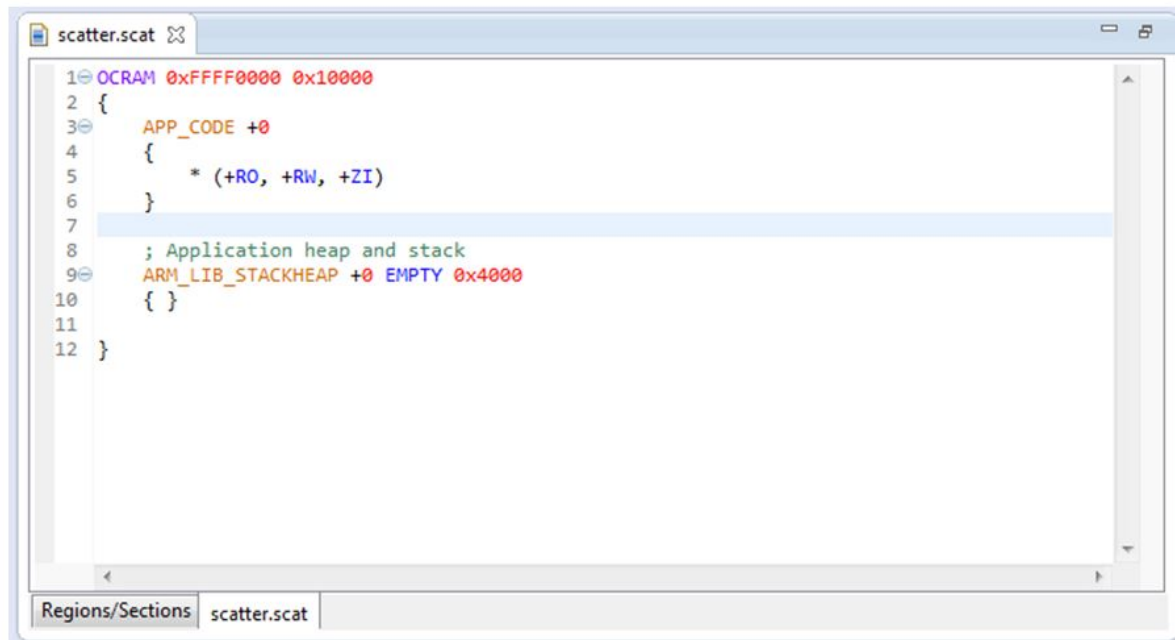 scatter.scat
1 OCRAM 0xFFFF0000 0x10000
2 {
3 APP_CODE +0
4 {
5 * (+RO, +RW, +ZI)
6 }
7
8 ; Application heap and stack
9 ARM_LIB_STACKHEAP +0 EMPTY 0x4000
10 { }
11
12 }
Regions/Sections scatter.scat